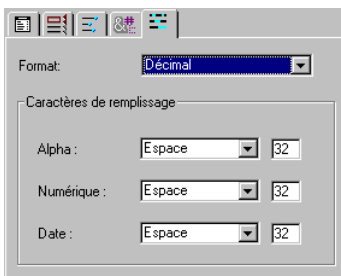 &#
Format: Décimal
Caractères de remplissage
Alpha : Espace 32
Numérique : Espace 32
Date : Espace 32